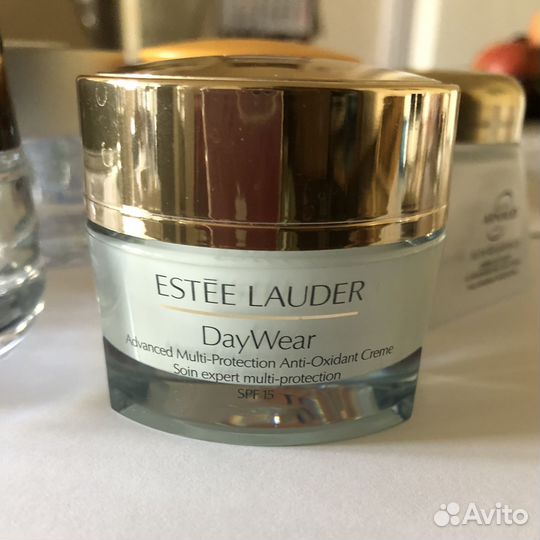 ESTĒE LAUDER
DayWear
Advanced Multi-Protection Anti-Oxidant Creme
Soin expert multi-protection
SPF 15
Avito